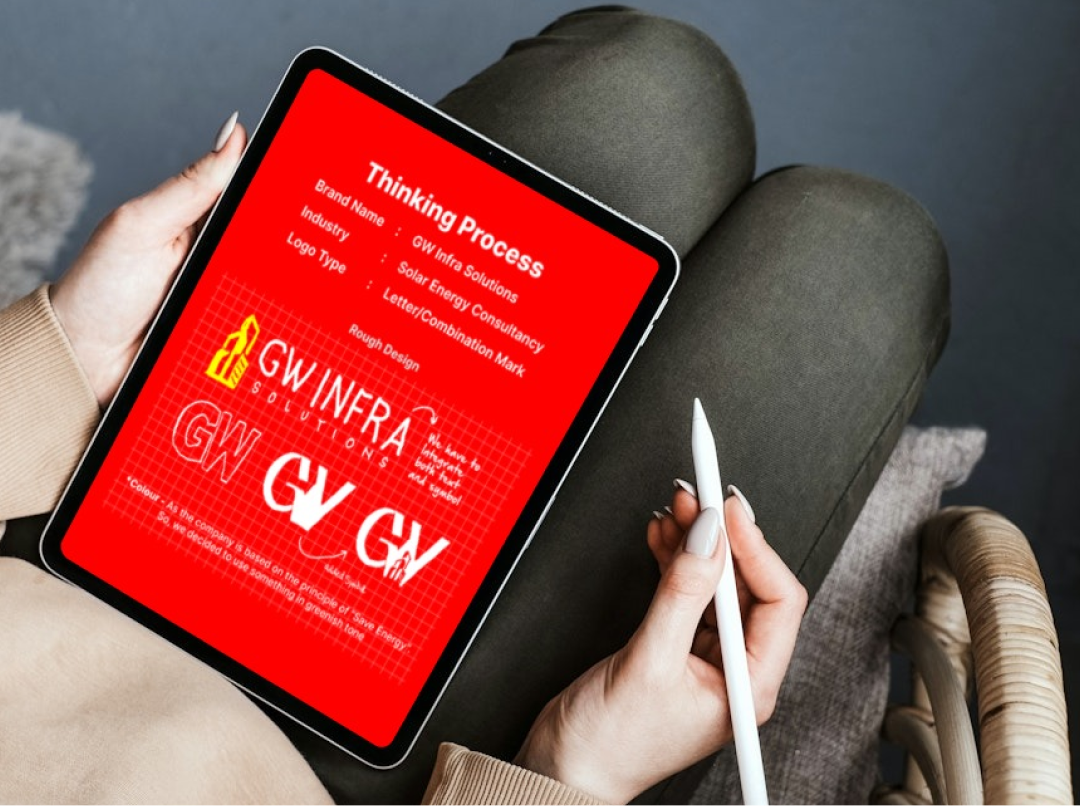 Thinking Process
Brand Name : GW Infra Solutions
Industry : Solar Energy Consultancy
Logo Type : Letter/Combination Mark
Rough Design
GW INFRA
SOLUTIONS
We have to
integrate
both text
and symbol
GW
GW
GW
*Colour - As the company is based on the principle of "Save Energy".
So, we decided to use something in greenish tone